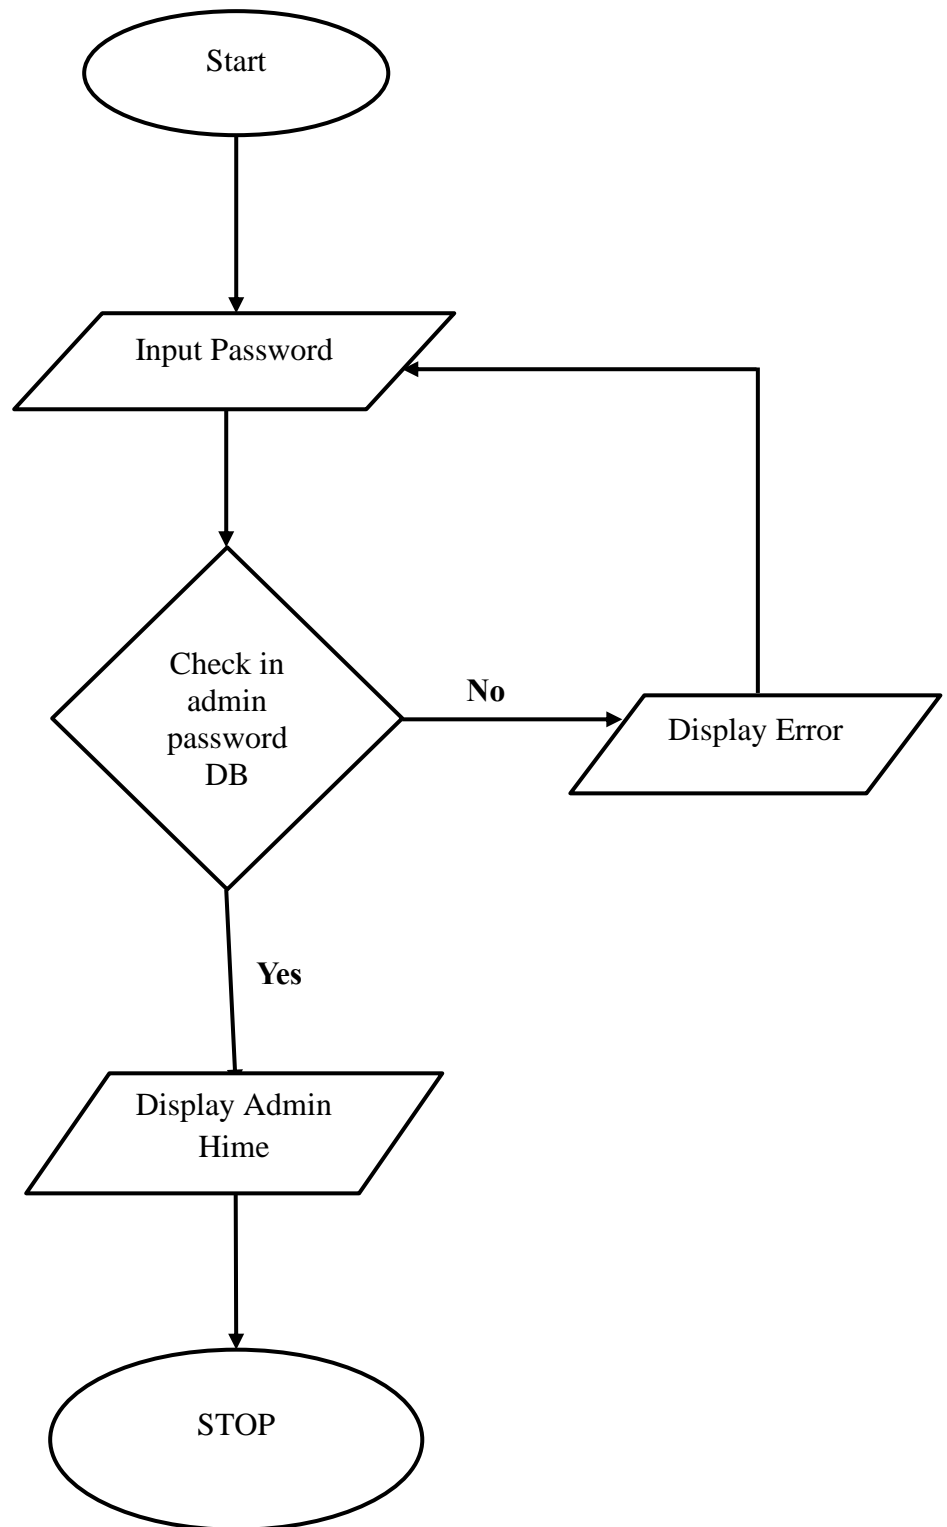 Start
Input Password
Check in
admin
password
DB
No
Display Error
Yes
Display Admin
Hime
STOP